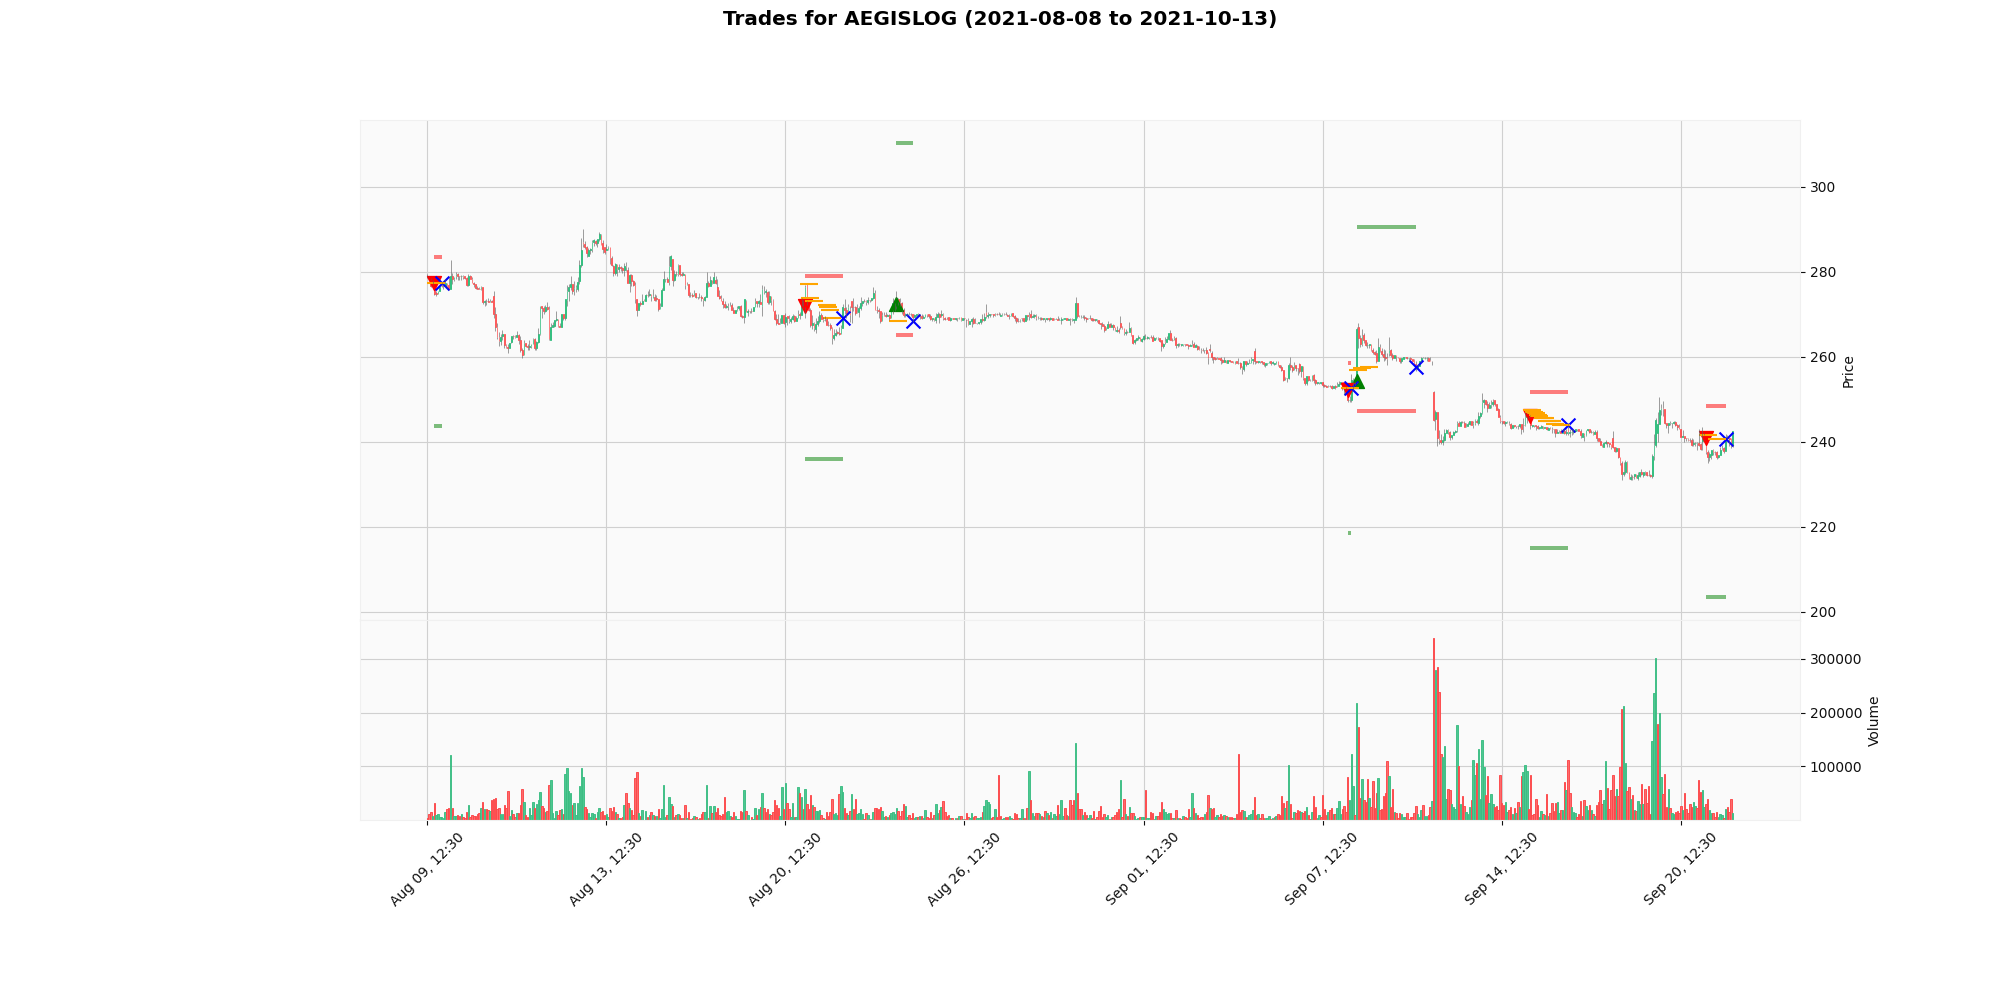 Trades for AEGISLOG (2021-08-08 to 2021-10-13)
300
280
260
240
220
200
Price
300000
200000
100000
Volume
Aug 09, 12:30
Aug 13, 12:30
Aug 20, 12:30
Aug 26, 12:30
Sep 01, 12:30
Sep 07, 12:30
Sep 14, 12:30
Sep 20, 12:30